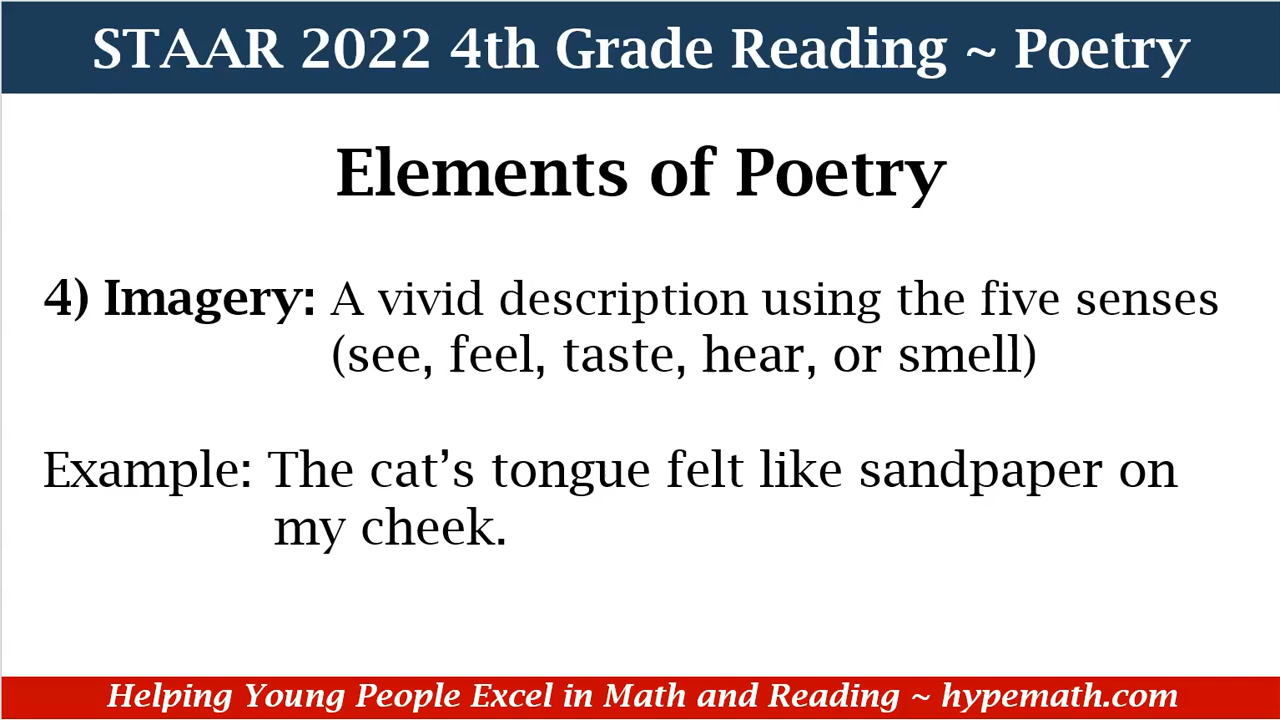 STAAR 2022 4th Grade Reading ~ Poetry
Elements of Poetry
4) Imagery: A vivid description using the five senses
(see, feel, taste, hear, or smell)
Example: The cat’s tongue felt like sandpaper on
my cheek.
Helping Young People Excel in Math and Reading ~ hypemath.com